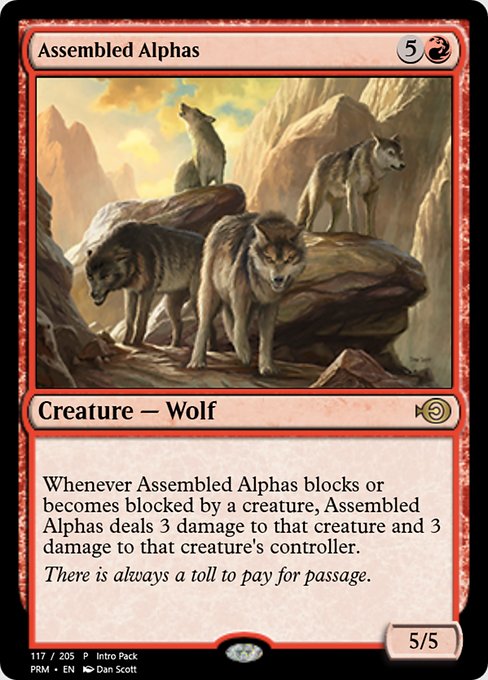 Assembled Alphas 5
Creature — Wolf
Whenever Assembled Alphas blocks or
becomes blocked by a creature, Assembled
Alphas deals 3 damage to that creature and 3
damage to that creature's controller.
There is always a toll to pay for passage.
5/5
117 / 205 P Intro Pack
PRM • EN Dan Scott